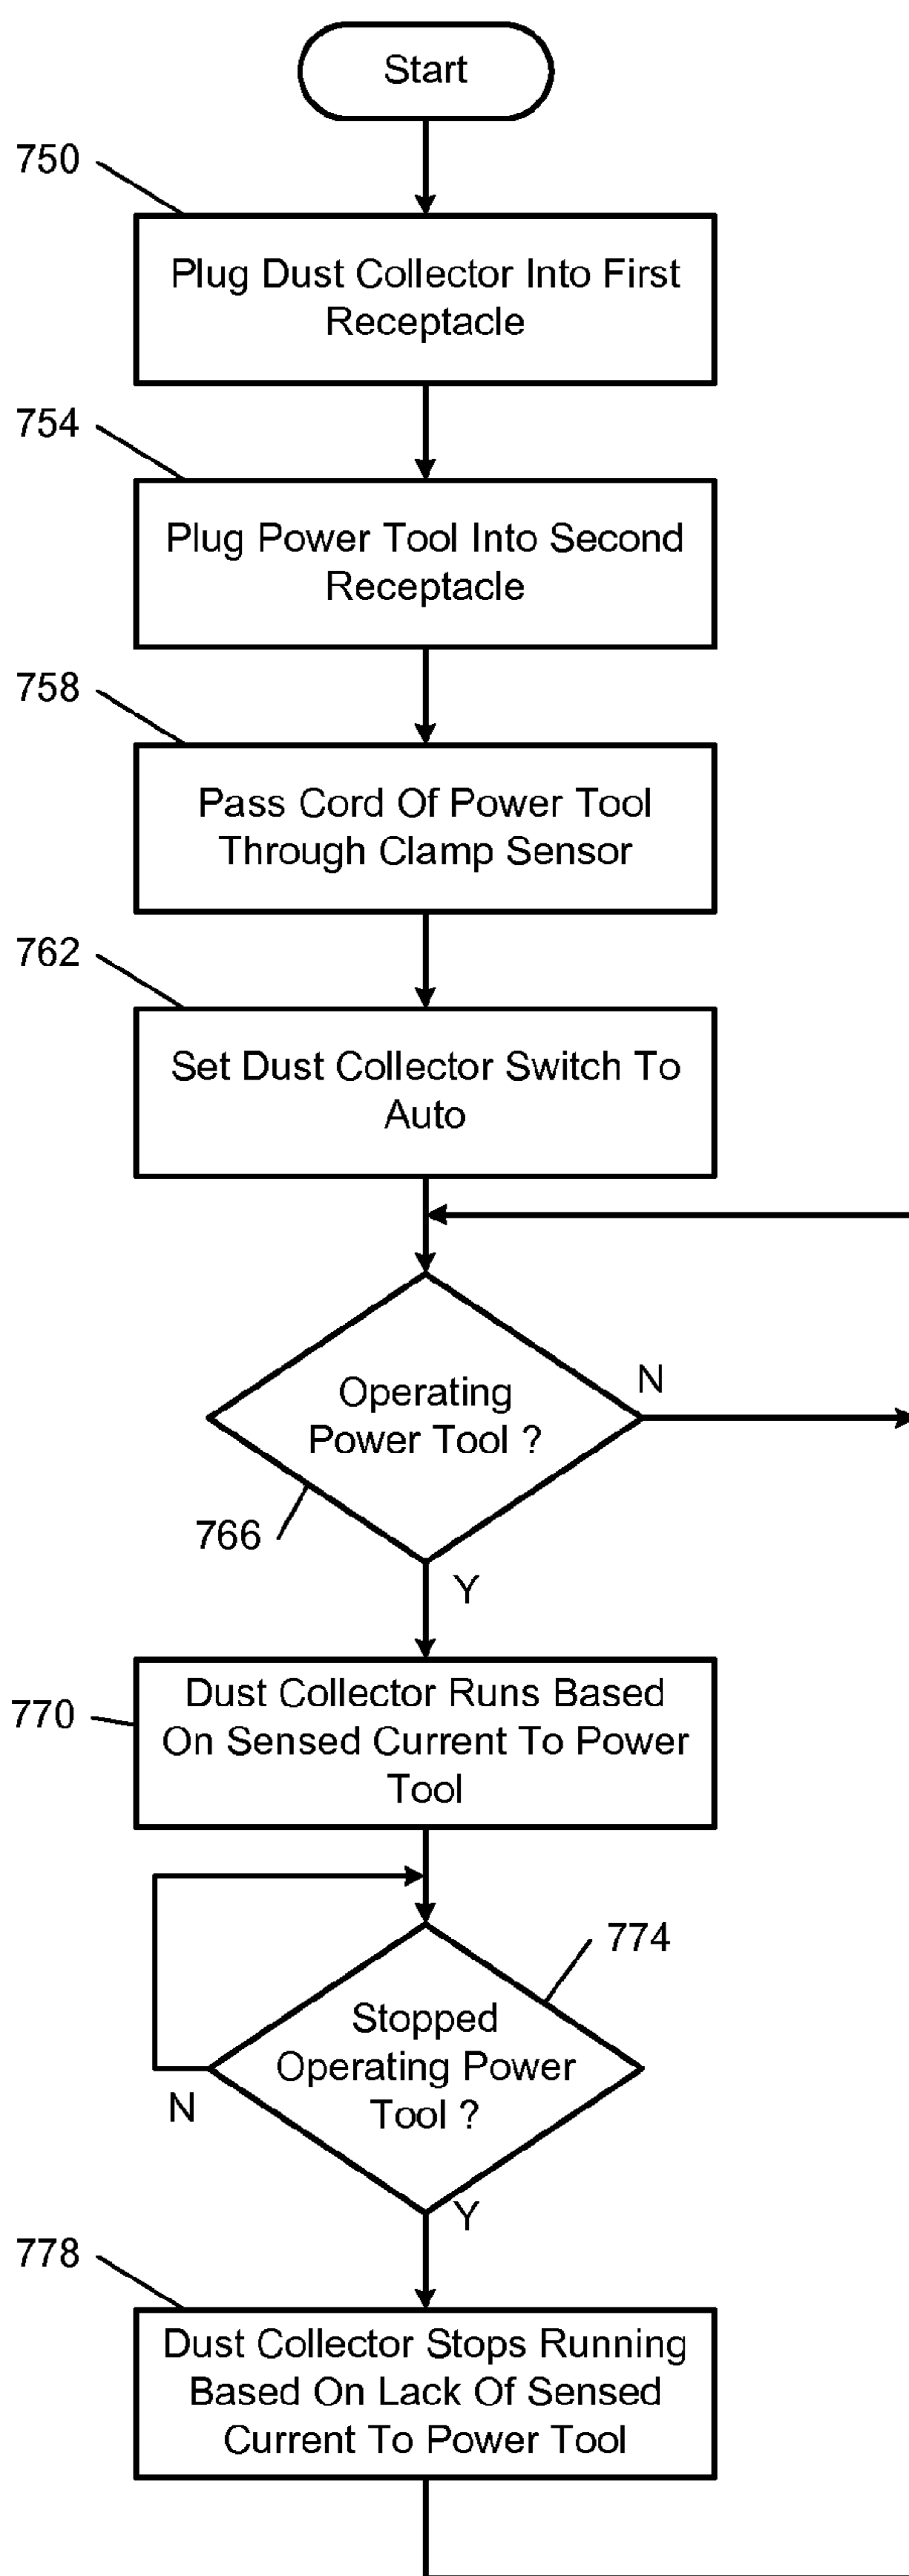 Start
750
Plug Dust Collector Into First
Receptacle
754
Plug Power Tool Into Second
Receptacle
758
Pass Cord Of Power Tool
Through Clamp Sensor
762
Set Dust Collector Switch To
Auto
Operating
Power Tool ?
N
766
Y
770
Dust Collector Runs Based
On Sensed Current To Power
Tool
774
Stopped
Operating Power
Tool ?
N
Y
778
Dust Collector Stops Running
Based On Lack Of Sensed
Current To Power Tool